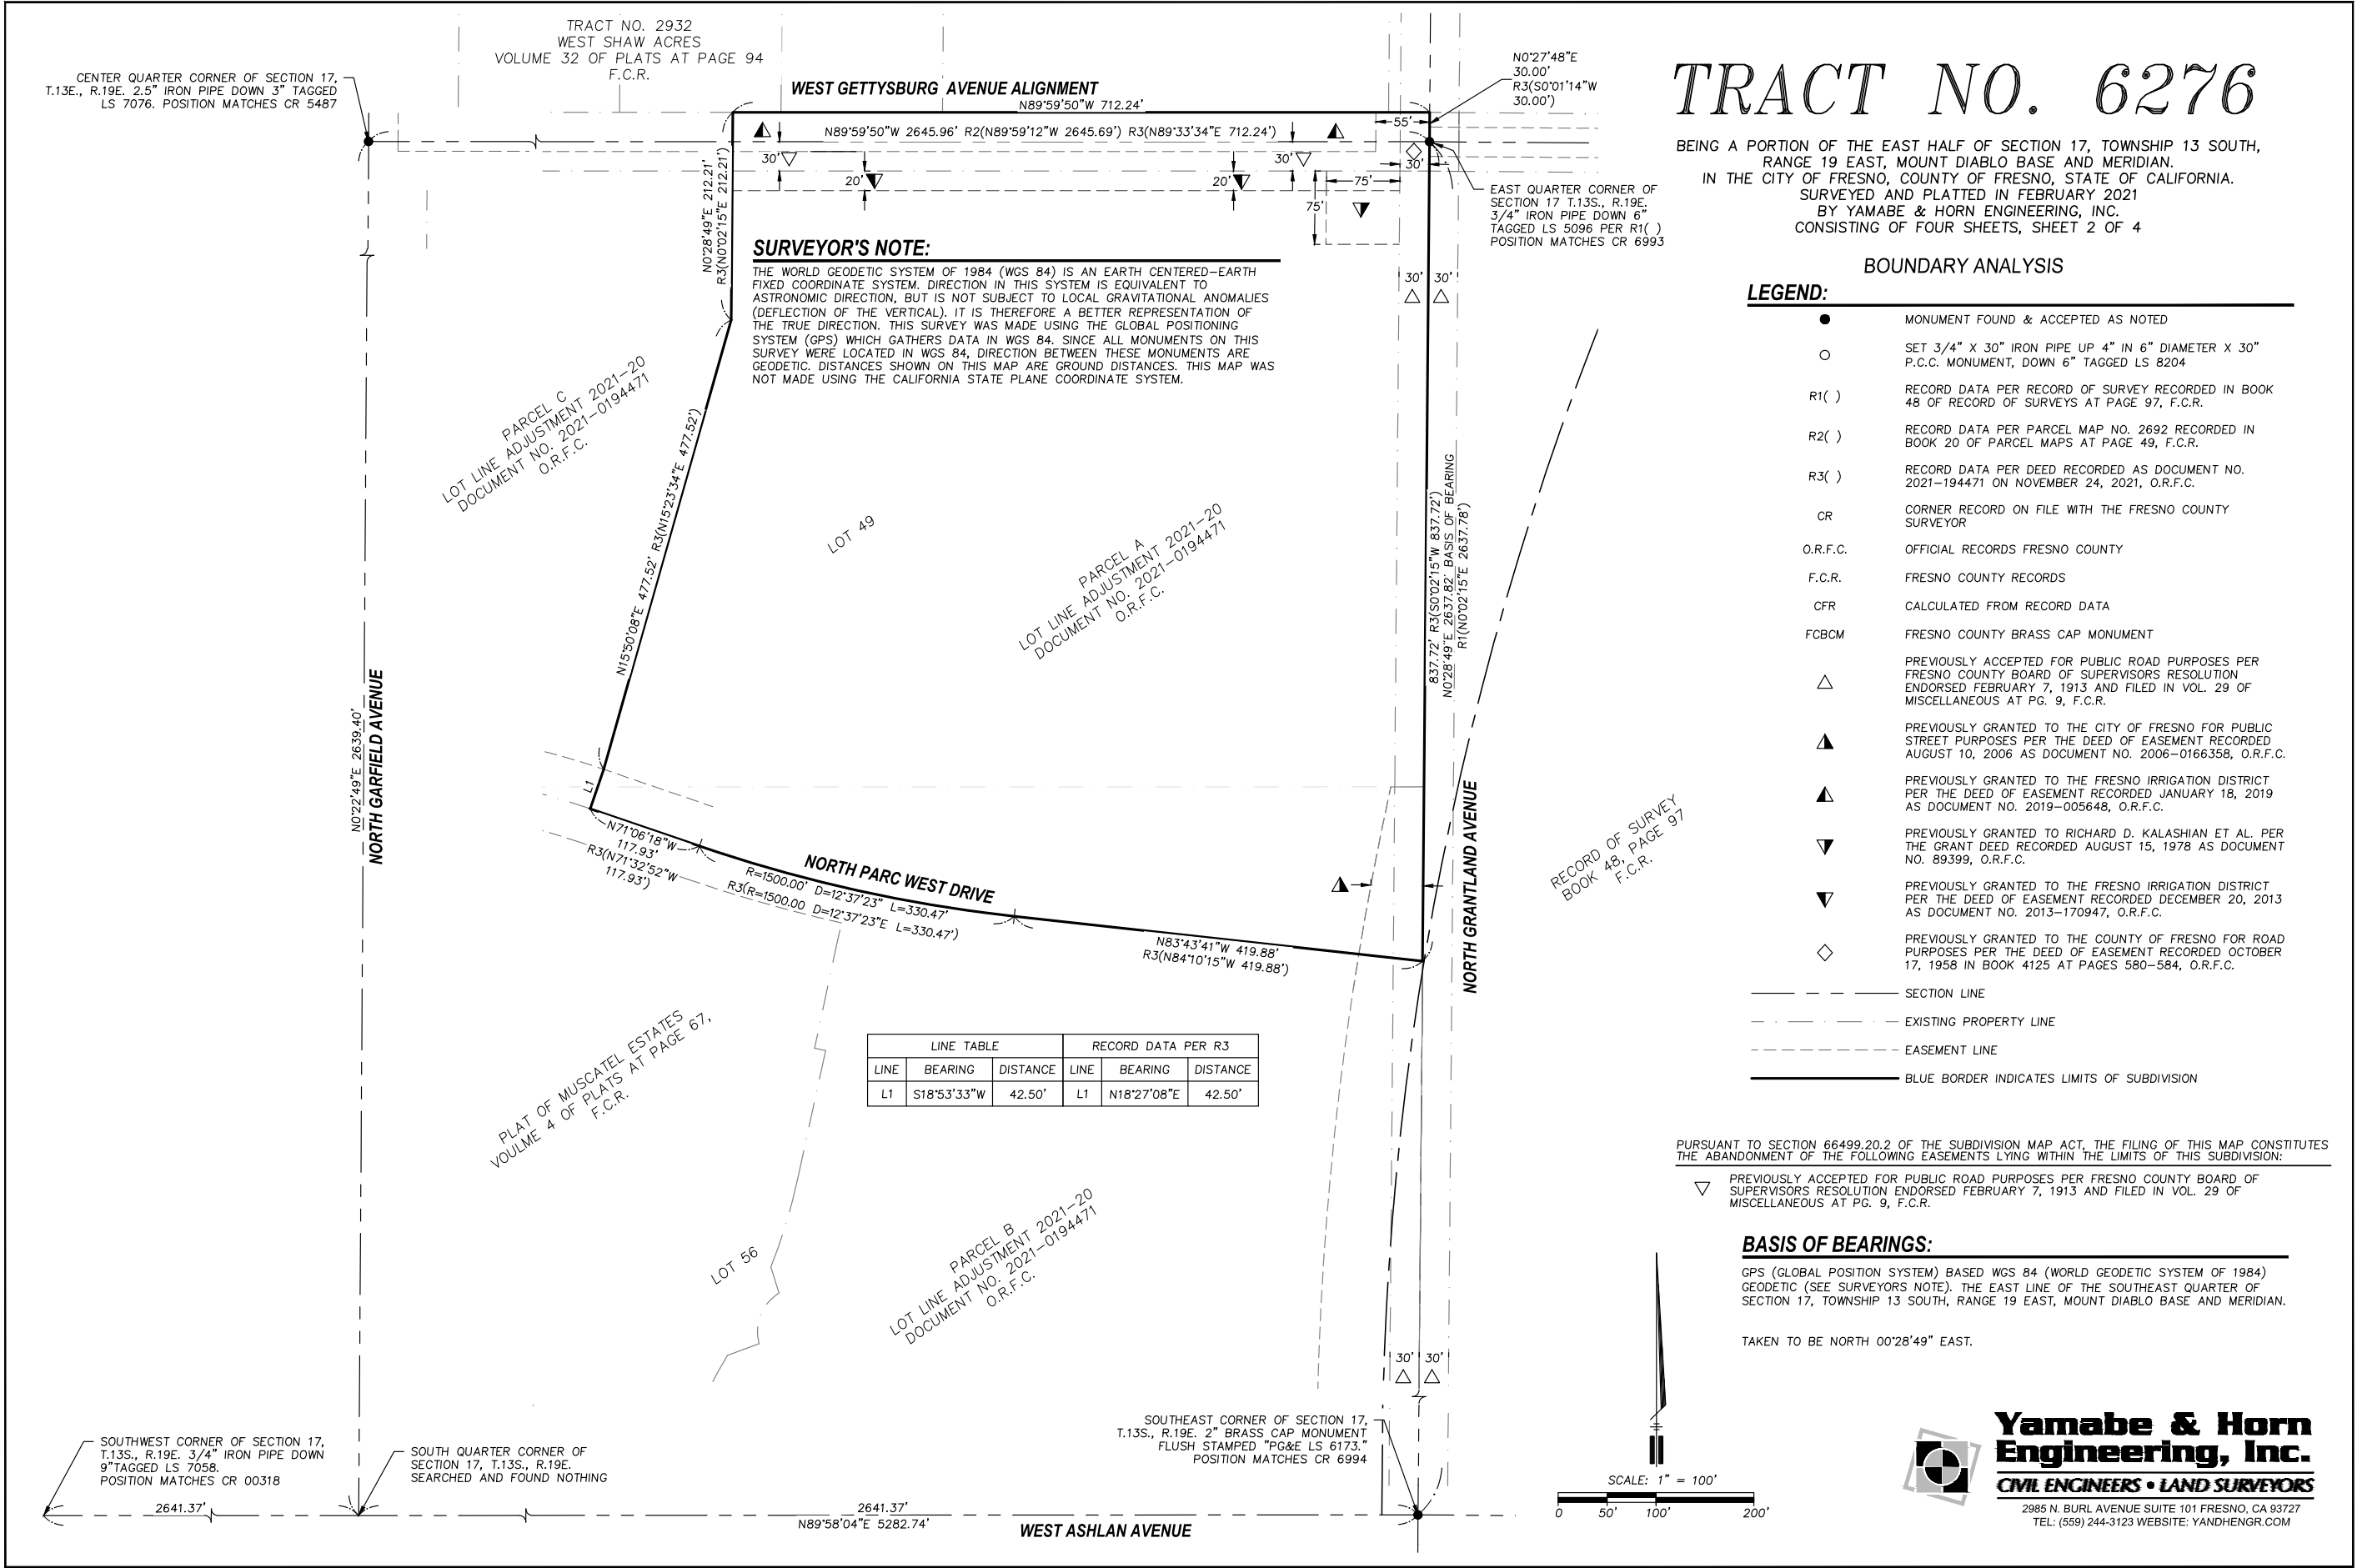 TRACT NO. 2932
WEST SHAW ACRES
VOLUME 32 OF PLATS AT PAGE 94
F.C.R.
CENTER QUARTER CORNER OF SECTION 17,
T.13E., R.19E. 2.5" IRON PIPE DOWN 3" TAGGED
LS 7076. POSITION MATCHES CR 5487
WEST GETTYSBURG AVENUE ALIGNMENT
N89°59'50"W 712.24'
N89°59'50"W 2645.96' R2(N89°59'12"W 2645.69') R3(N89°33'34"E 712.24')
N0°27'48"E
30.00'
R3(S0°01'14"W
30.00')
55'
30'
30'
30'
20'
20'
75'
75'
EAST QUARTER CORNER OF
SECTION 17 T.13S., R.19E.
3/4" IRON PIPE DOWN 6"
TAGGED LS 5096 PER R1( )
POSITION MATCHES CR 6993
N0°28'49"E 212.21'
R3(N0°02'15"E 212.21')
SURVEYOR'S NOTE:
THE WORLD GEODETIC SYSTEM OF 1984 (WGS 84) IS AN EARTH CENTERED-EARTH
FIXED COORDINATE SYSTEM. DIRECTION IN THIS SYSTEM IS EQUIVALENT TO
ASTRONOMIC DIRECTION, BUT IS NOT SUBJECT TO LOCAL GRAVITATIONAL ANOMALIES
(DEFLECTION OF THE VERTICAL). IT IS THEREFORE A BETTER REPRESENTATION OF
THE TRUE DIRECTION. THIS SURVEY WAS MADE USING THE GLOBAL POSITIONING
SYSTEM (GPS) WHICH GATHERS DATA IN WGS 84. SINCE ALL MONUMENTS ON THIS
SURVEY WERE LOCATED IN WGS 84, DIRECTION BETWEEN THESE MONUMENTS ARE
GEODETIC. DISTANCES SHOWN ON THIS MAP ARE GROUND DISTANCES. THIS MAP WAS
NOT MADE USING THE CALIFORNIA STATE PLANE COORDINATE SYSTEM.
30' 30'
PARCEL C
LOT LINE ADJUSTMENT 2021-20
DOCUMENT NO. 2021-0194471
O.R.F.C.
N15°50'08"E 477.52' R3(N15°23'34"E 477.52')
LOT 49
PARCEL A
LOT LINE ADJUSTMENT 2021-20
DOCUMENT NO. 2021-0194471
O.R.F.C.
837.72' R3(S0°02'15"W 837.72')
N0°28'49"E 2637.82' BASIS OF BEARING
R1(N0°02'15"E 2637.78')
N0°22'49"E 2639.40'
NORTH GARFIELD AVENUE
L1
N71°06'18"W
117.93'
R3(N71°32'52"W
117.93')
NORTH PARC WEST DRIVE
R=1500.00' D=12°37'23" L=330.47'
R3(R=1500.00 D=12°37'23"E L=330.47')
N83°43'41"W 419.88'
R3(N84°10'15"W 419.88')
NORTH GRANTLAND AVENUE
RECORD OF SURVEY
BOOK 48, PAGE 97
F.C.R.
LINE TABLE RECORD DATA PER R3
LINE BEARING DISTANCE LINE BEARING DISTANCE
L1 S18°53'33"W 42.50' L1 N18°27'08"E 42.50'
PLAT OF MUSCATEL ESTATES
VOULME 4 OF PLATS AT PAGE 67,
F.C.R.
LOT 56
PARCEL B
LOT LINE ADJUSTMENT 2021-20
DOCUMENT NO. 2021-0194471
O.R.F.C.
30' 30'
SOUTHEAST CORNER OF SECTION 17,
T.13S., R.19E. 2" BRASS CAP MONUMENT
FLUSH STAMPED "PG&E LS 6173."
POSITION MATCHES CR 6994
SOUTHWEST CORNER OF SECTION 17,
T.13S., R.19E. 3/4" IRON PIPE DOWN
9"TAGGED LS 7058.
POSITION MATCHES CR 00318
SOUTH QUARTER CORNER OF
SECTION 17, T.13S., R.19E.
SEARCHED AND FOUND NOTHING
2641.37'
2641.37'
N89°58'04"E 5282.74'
WEST ASHLAN AVENUE
TRACT NO. 6276
BEING A PORTION OF THE EAST HALF OF SECTION 17, TOWNSHIP 13 SOUTH,
RANGE 19 EAST, MOUNT DIABLO BASE AND MERIDIAN.
IN THE CITY OF FRESNO, COUNTY OF FRESNO, STATE OF CALIFORNIA.
SURVEYED AND PLATTED IN FEBRUARY 2021
BY YAMABE & HORN ENGINEERING, INC.
CONSISTING OF FOUR SHEETS, SHEET 2 OF 4
BOUNDARY ANALYSIS
LEGEND:
MONUMENT FOUND & ACCEPTED AS NOTED
SET 3/4" X 30" IRON PIPE UP 4" IN 6" DIAMETER X 30"
P.C.C. MONUMENT, DOWN 6" TAGGED LS 8204
R1( ) RECORD DATA PER RECORD OF SURVEY RECORDED IN BOOK
48 OF RECORD OF SURVEYS AT PAGE 97, F.C.R.
R2( ) RECORD DATA PER PARCEL MAP NO. 2692 RECORDED IN
BOOK 20 OF PARCEL MAPS AT PAGE 49, F.C.R.
R3( ) RECORD DATA PER DEED RECORDED AS DOCUMENT NO.
2021-194471 ON NOVEMBER 24, 2021, O.R.F.C.
CR CORNER RECORD ON FILE WITH THE FRESNO COUNTY
SURVEYOR
O.R.F.C. OFFICIAL RECORDS FRESNO COUNTY
F.C.R. FRESNO COUNTY RECORDS
CFR CALCULATED FROM RECORD DATA
FCBCM FRESNO COUNTY BRASS CAP MONUMENT
PREVIOUSLY ACCEPTED FOR PUBLIC ROAD PURPOSES PER
FRESNO COUNTY BOARD OF SUPERVISORS RESOLUTION
ENDORSED FEBRUARY 7, 1913 AND FILED IN VOL. 29 OF
MISCELLANEOUS AT PG. 9, F.C.R.
PREVIOUSLY GRANTED TO THE CITY OF FRESNO FOR PUBLIC
STREET PURPOSES PER THE DEED OF EASEMENT RECORDED
AUGUST 10, 2006 AS DOCUMENT NO. 2006-0166358, O.R.F.C.
PREVIOUSLY GRANTED TO THE FRESNO IRRIGATION DISTRICT
PER THE DEED OF EASEMENT RECORDED JANUARY 18, 2019
AS DOCUMENT NO. 2019-005648, O.R.F.C.
PREVIOUSLY GRANTED TO RICHARD D. KALASHIAN ET AL. PER
THE GRANT DEED RECORDED AUGUST 15, 1978 AS DOCUMENT
NO. 89399, O.R.F.C.
PREVIOUSLY GRANTED TO THE FRESNO IRRIGATION DISTRICT
PER THE DEED OF EASEMENT RECORDED DECEMBER 20, 2013
AS DOCUMENT NO. 2013-170947, O.R.F.C.
PREVIOUSLY GRANTED TO THE COUNTY OF FRESNO FOR ROAD
PURPOSES PER THE DEED OF EASEMENT RECORDED OCTOBER
17, 1958 IN BOOK 4125 AT PAGES 580-584, O.R.F.C.
SECTION LINE
EXISTING PROPERTY LINE
EASEMENT LINE
BLUE BORDER INDICATES LIMITS OF SUBDIVISION
PURSUANT TO SECTION 66499.20.2 OF THE SUBDIVISION MAP ACT, THE FILING OF THIS MAP CONSTITUTES
THE ABANDONMENT OF THE FOLLOWING EASEMENTS LYING WITHIN THE LIMITS OF THIS SUBDIVISION:
PREVIOUSLY ACCEPTED FOR PUBLIC ROAD PURPOSES PER FRESNO COUNTY BOARD OF
SUPERVISORS RESOLUTION ENDORSED FEBRUARY 7, 1913 AND FILED IN VOL. 29 OF
MISCELLANEOUS AT PG. 9, F.C.R.
BASIS OF BEARINGS:
GPS (GLOBAL POSITION SYSTEM) BASED WGS 84 (WORLD GEODETIC SYSTEM OF 1984)
GEODETIC (SEE SURVEYORS NOTE). THE EAST LINE OF THE SOUTHEAST QUARTER OF
SECTION 17, TOWNSHIP 13 SOUTH, RANGE 19 EAST, MOUNT DIABLO BASE AND MERIDIAN.
TAKEN TO BE NORTH 00°28'49" EAST.
SCALE: 1" = 100'
0 50' 100' 200'
Yamabe & Horn
Engineering, Inc.
CIVIL ENGINEERS • LAND SURVEYORS
2985 N. BURL AVENUE SUITE 101 FRESNO, CA 93727
TEL: (559) 244-3123 WEBSITE: YANDHENGR.COM